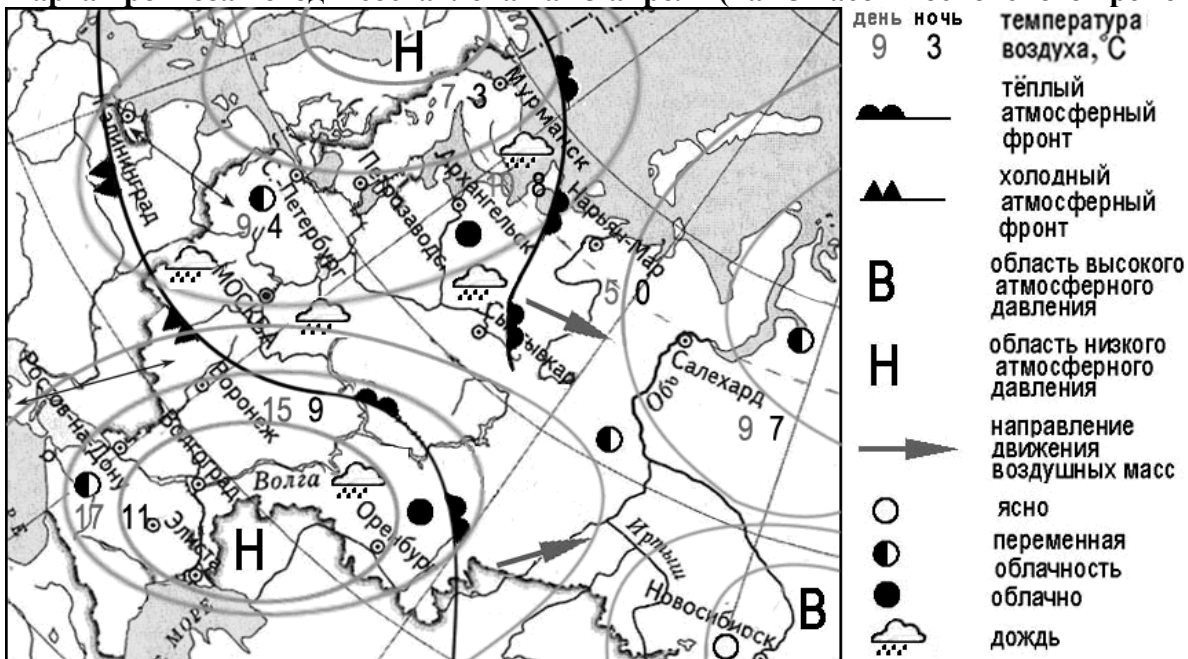 день ночь температура
9 3 воздуха, °С
тёплый
атмосферный
фронт
холодный
атмосферный
фронт
В область высокого
атмосферного
давления
Н область низкого
атмосферного
давления
направление
движения
воздушных масс
ясно
переменная
облачность
облачно
дождь
Н
7 3
Мурманск
Архангельск
8
Нарьян-Мар
С.-Петербург
9 4
МОСКВА
5 0
Сыктывкар
Обь
Салехард
9 7
Ростов-на-Дону
Воронеж
15 9
Волгоград
Волга
17 11
Элиста
Н
Оренбург
Иртыш
Новосибирск
В
МОРЕ